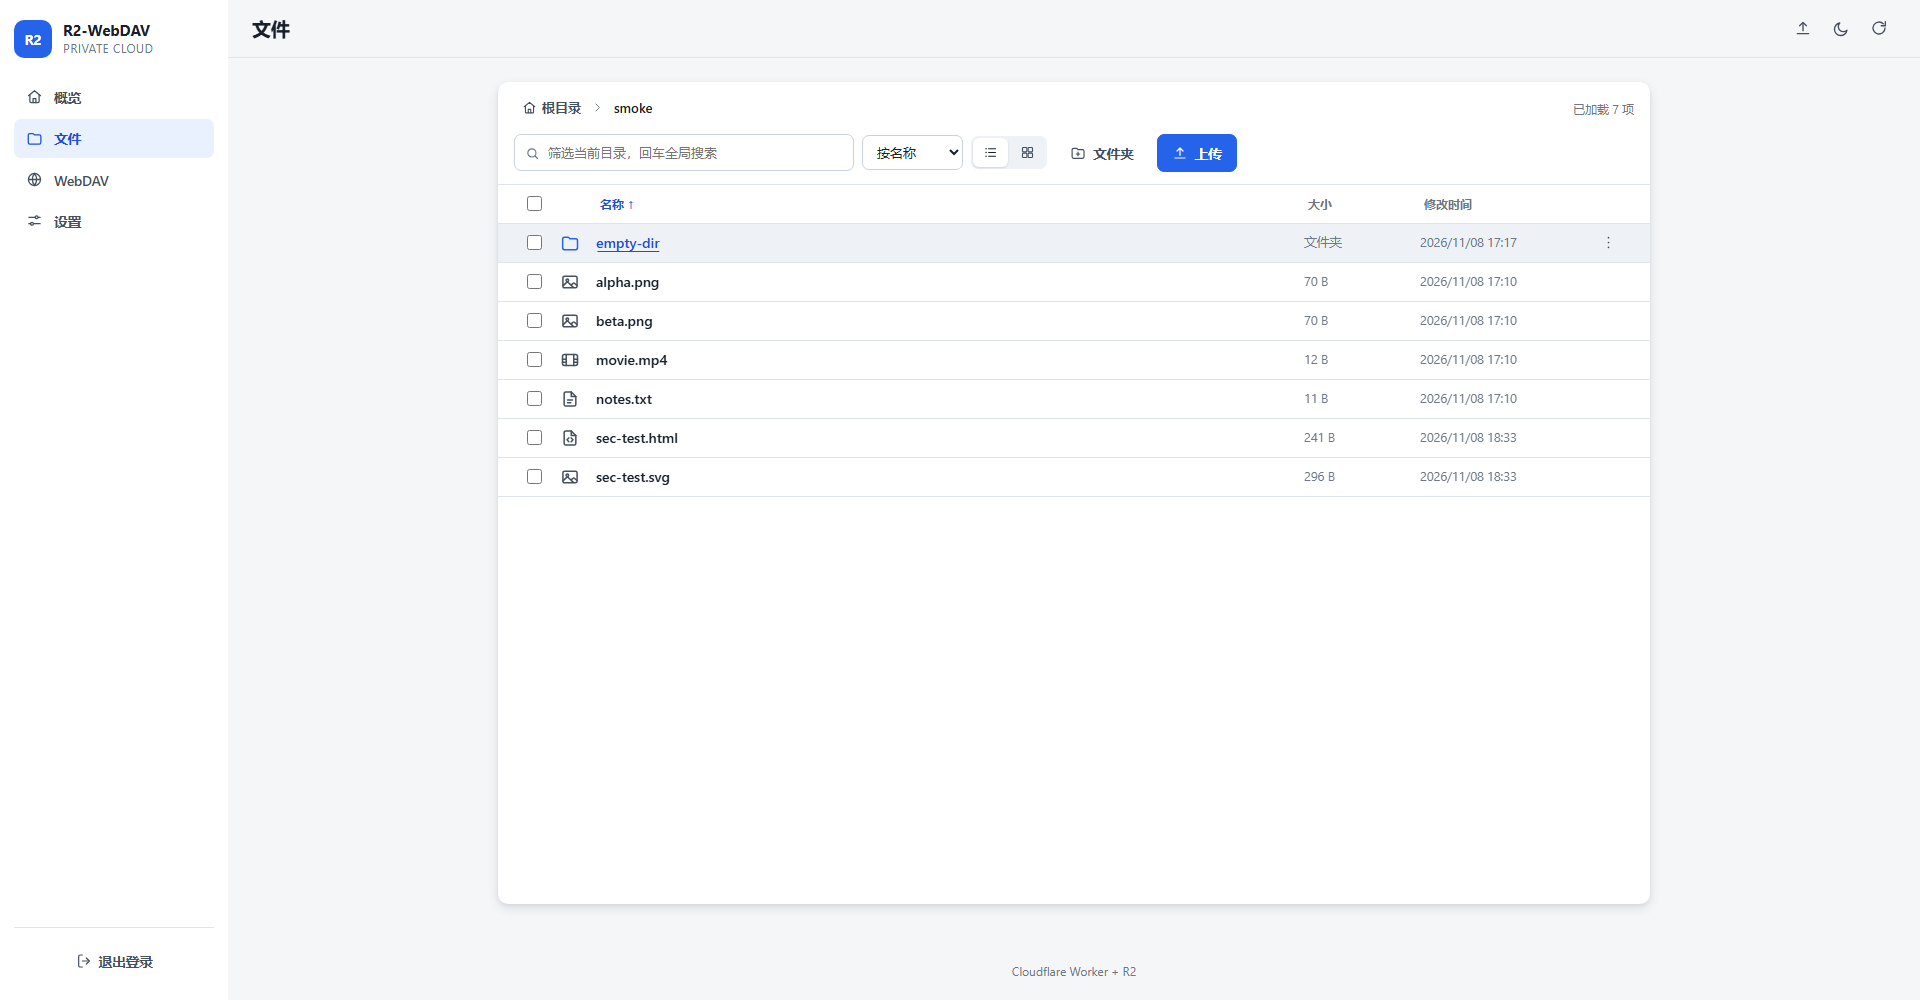 R2
R2-WebDAV
PRIVATE CLOUD
概览
文件
WebDAV
设置
退出登录
文件
根目录 > smoke
已加载 7 项
筛选当前目录，回车全局搜索
按名称
文件夹
上传
名称 ↑ 大小 修改时间
empty-dir 文件夹 2026/11/08 17:17
alpha.png 70 B 2026/11/08 17:10
beta.png 70 B 2026/11/08 17:10
movie.mp4 12 B 2026/11/08 17:10
notes.txt 11 B 2026/11/08 17:10
sec-test.html 241 B 2026/11/08 18:33
sec-test.svg 296 B 2026/11/08 18:33
Cloudflare Worker + R2